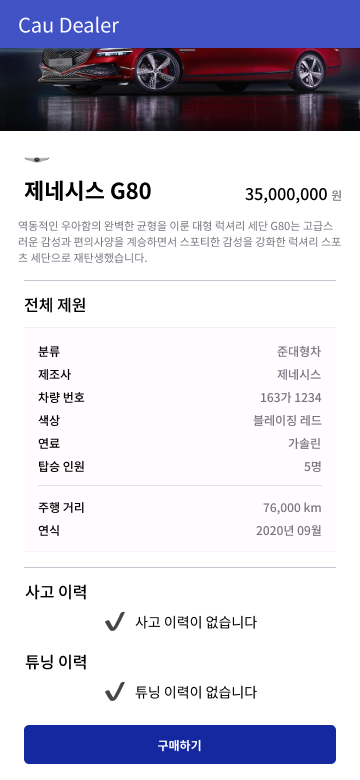 Cau Dealer
제네시스 G80
35,000,000 원
역동적인 우아함의 완벽한 균형을 이룬 대형 럭셔리 세단 G80는 고급스
러운 감성과 편의사양을 계승하면서 스포티한 감성을 강화한 럭셔리 스포
츠 세단으로 재탄생했습니다.
전체 제원
분류 준대형차
제조사 제네시스
차량 번호 163가 1234
색상 블레이징 레드
연료 가솔린
탑승 인원 5명
주행 거리 76,000 km
연식 2020년 09월
사고 이력
사고 이력이 없습니다
튜닝 이력
튜닝 이력이 없습니다
구매하기